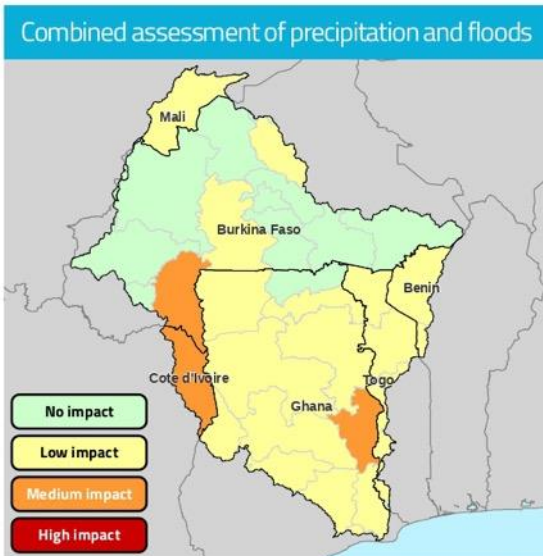 Combined assessment of precipitation and floods
Mali
Burkina Faso
Benin
Cote d'Ivoire
Togo
Ghana
No impact
Low impact
Medium impact
High impact